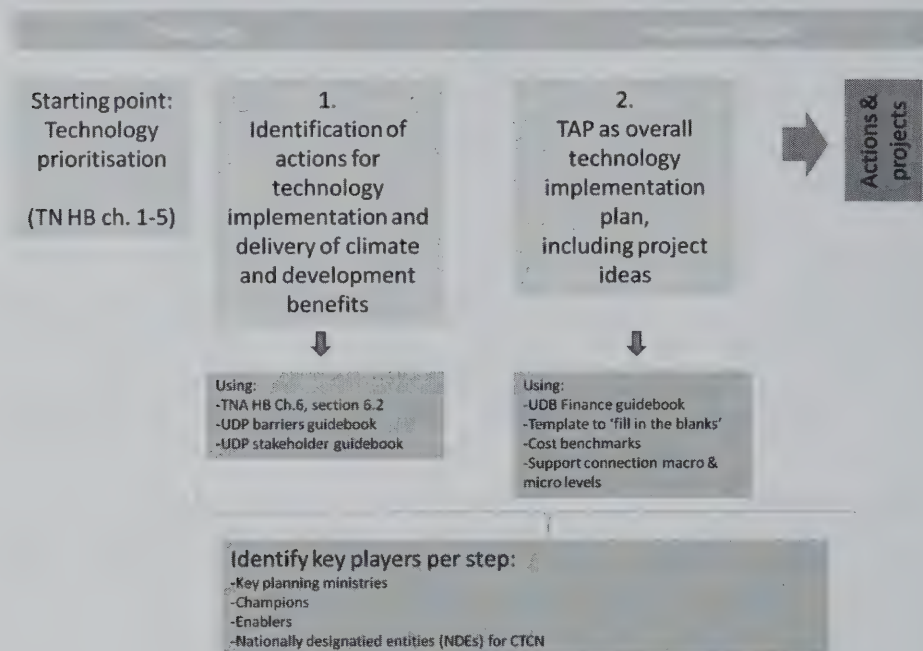 Starting point:
Technology
prioritisation
(TN HB ch. 1-5)
1.
Identification of
actions for
technology
implementation and
delivery of climate
and development
benefits
2.
TAP as overall
technology
implementation
plan,
including project
ideas
Actions &
projects
Using:
-TNA HB Ch.6, section 6.2
-UDP barriers guidebook
-UDP stakeholder guidebook
Using:
-UDB Finance guidebook
-Template to 'fill in the blanks'
-Cost benchmarks
-Support connection macro &
micro levels
Identify key players per step:
-Key planning ministries
-Champions
-Enablers
-Nationally designatied entities (NDEs) for CTCN